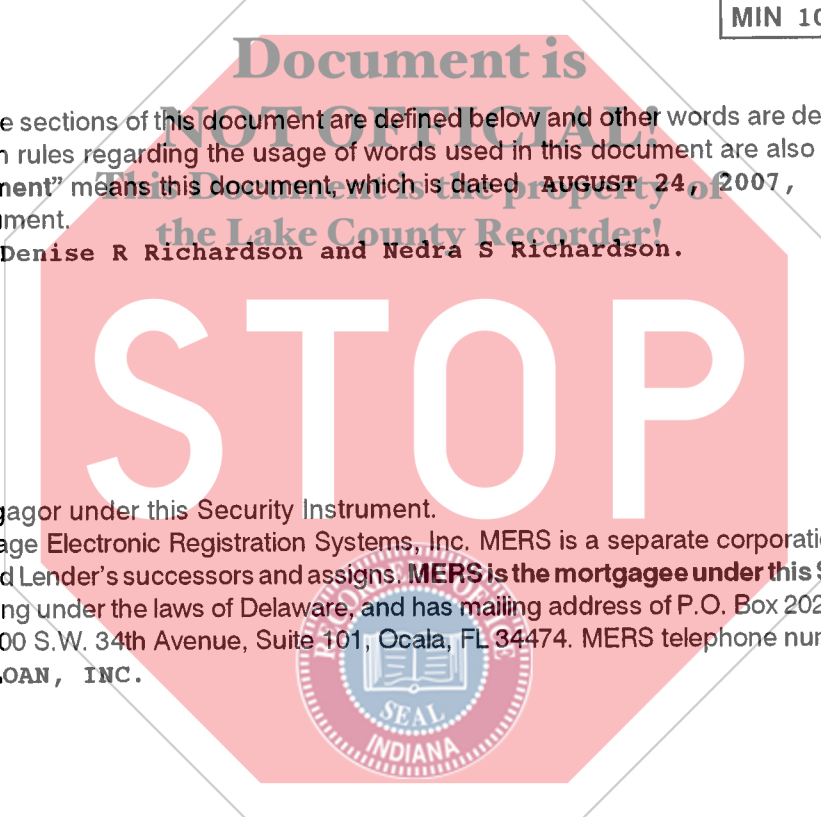 MIN 10
Document is
e sections of this document are defined below and other words are de
NOT OFFICIAL!
n rules regarding the usage of words used in this document are also
nent” means this Document, which is dated AUGUST 24, 2007,
This Document is the property of
ment.
the Lake County Recorder!
Denise R Richardson and Nedra S Richardson.
STOP
gagor under this Security Instrument.
age Electronic Registration Systems, Inc. MERS is a separate corporati
d Lender's successors and assigns. MERS is the mortgagee under this S
ng under the laws of Delaware, and has mailing address of P.O. Box 202
00 S.W. 34th Avenue, Suite 101, Ocala, FL 34474. MERS telephone num
OAN, INC.
RECORDER OFFICE
SEAL
INDIANA